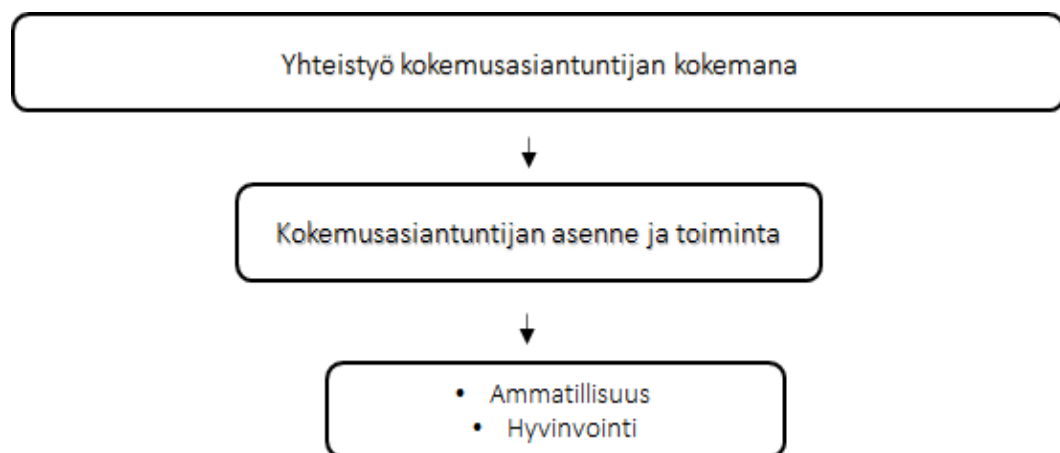 Yhteistyö kokemusasiantuntijan kokemana
Kokemusasiantuntijan asenne ja toiminta
• Ammatillisuus
• Hyvinvointi